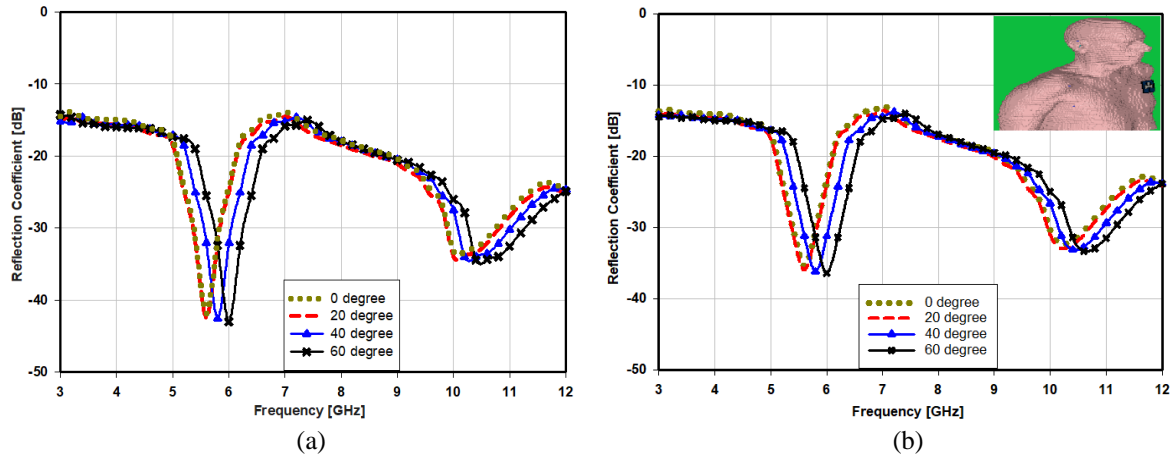 0
-10
-20
-30
-40
-50
Reflection Coefficient [dB]
0 degree
20 degree
40 degree
60 degree
3 4 5 6 7 8 9 10 11 12
Frequency [GHz]
(a)
0
-10
-20
-30
-40
-50
Reflection Coefficient [dB]
0 degree
20 degree
40 degree
60 degree
3 4 5 6 7 8 9 10 11 12
Frequency [GHz]
(b)